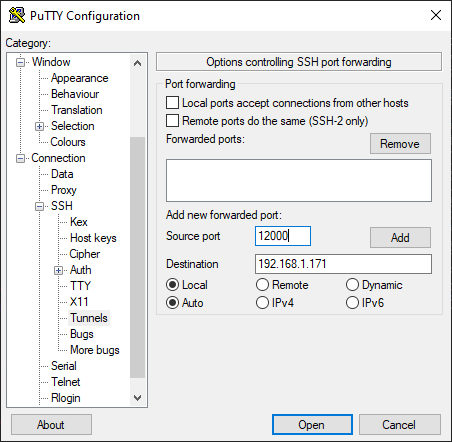 PuTTY Configuration
Category:
Window
Appearance
Behaviour
Translation
Selection
Colours
Connection
Data
Proxy
SSH
Kex
Host keys
Cipher
Auth
TTY
X11
Tunnels
Bugs
More bugs
Serial
Telnet
Rlogin
Options controlling SSH port forwarding
Port forwarding
Local ports accept connections from other hosts
Remote ports do the same (SSH-2 only)
Forwarded ports: Remove
Add new forwarded port:
Source port 12000 Add
Destination 192.168.1.171
Local Remote Dynamic
Auto IPv4 IPv6
About Open Cancel